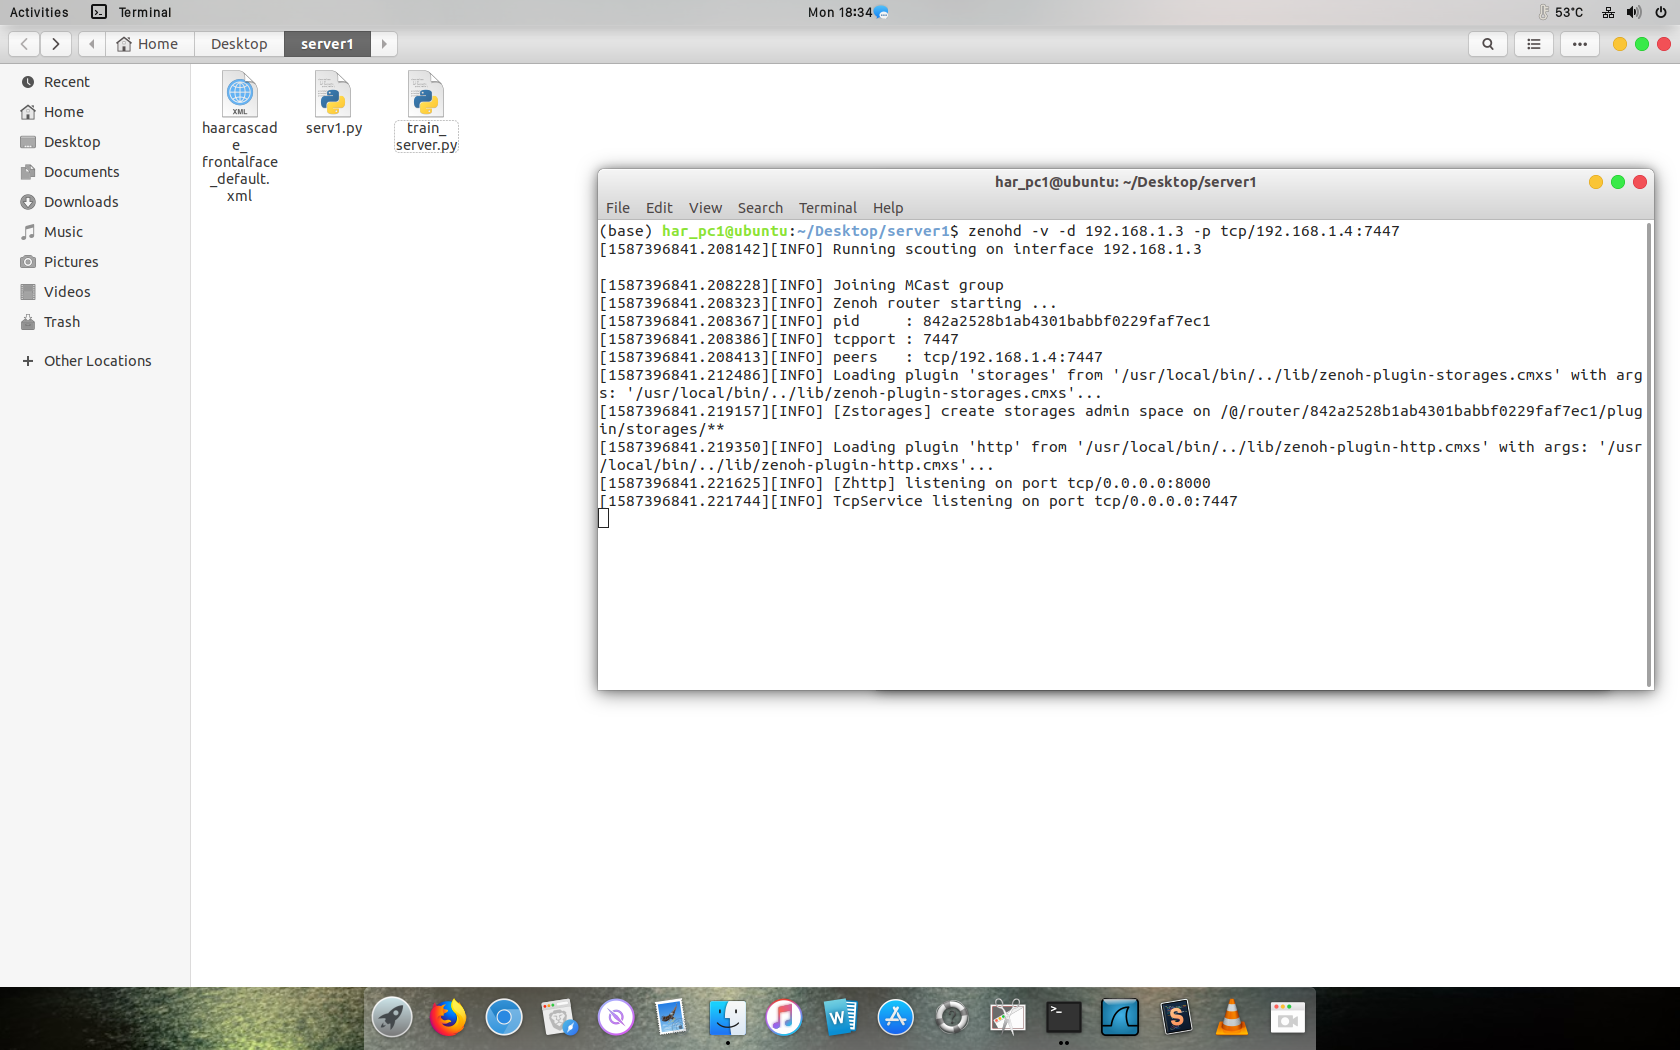 Activities
Terminal
Mon 18:34
53°C
Home
Desktop
server1
Recent
Home
Desktop
Documents
Downloads
Music
Pictures
Videos
Trash
Other Locations
XML
haarcascad
e_
frontalface
_default.
xml
serv1.py
train_
server.py
har_pc1@ubuntu: ~/Desktop/server1
File Edit View Search Terminal Help
(base) har_pc1@ubuntu:~/Desktop/server1$ zenohd -v -d 192.168.1.3 -p tcp/192.168.1.4:7447
[1587396841.208142][INFO] Running scouting on interface 192.168.1.3
[1587396841.208228][INFO] Joining MCast group
[1587396841.208323][INFO] Zenoh router starting ...
[1587396841.208367][INFO] pid     : 842a2528b1ab4301babbf0229faf7ec1
[1587396841.208386][INFO] tcpport : 7447
[1587396841.208413][INFO] peers   : tcp/192.168.1.4:7447
[1587396841.212486][INFO] Loading plugin 'storages' from '/usr/local/bin/../lib/zenoh-plugin-storages.cmxs' with arg
s: '/usr/local/bin/../lib/zenoh-plugin-storages.cmxs'...
[1587396841.219157][INFO] [Zstorages] create storages admin space on /@/router/842a2528b1ab4301babbf0229faf7ec1/plug
in/storages/**
[1587396841.219350][INFO] Loading plugin 'http' from '/usr/local/bin/../lib/zenoh-plugin-http.cmxs' with args: '/usr
/local/bin/../lib/zenoh-plugin-http.cmxs'...
[1587396841.221625][INFO] [Zhttp] listening on port tcp/0.0.0.0:8000
[1587396841.221744][INFO] TcpService listening on port tcp/0.0.0.0:7447
W
S